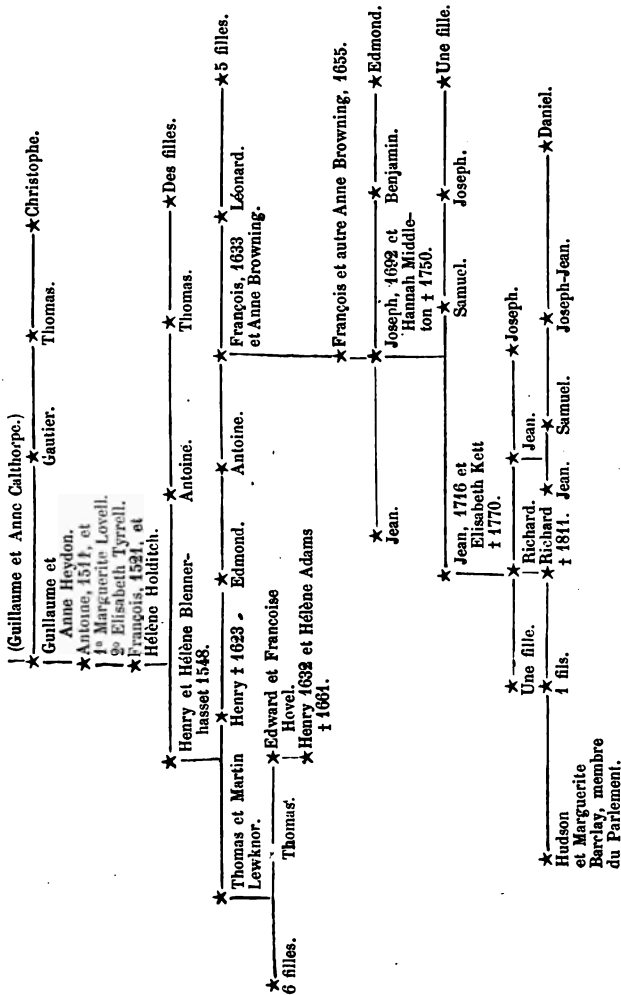 (Guillaume et Anne Calthorpe.)
Guillaume et
Anne Heydon.
Gautier.
Thomas.
Christophe.
Antoine, 1511, et
1º Marguerite Lovell.
2º Elisabeth Tyrrell.
François, 1521, et
Hélène Holditch.
Henry et Hélène Blenner-
hasset 1548.
Antoine.
Thomas.
Des filles.
Thomas et Martin
Lewknor.
Henry † 1623
Edmond.
Antoine.
François, 1633
et Anne Browning.
Léonard.
5 filles.
6 filles.
Thomas.
Edward et Francoise
Hovel.
Henry 1632 et Hélène Adams
† 1661.
François et autre Anne Browning, 1655.
Jean.
Joseph, 1692 et
Hannah Middle-
ton † 1750.
Benjamin.
Edmond.
Jean, 1716 et
Elisabeth Kett
† 1770.
Samuel.
Joseph.
Une fille.
Une fille.
Richard.
Jean.
Joseph.
Hudson
et Marguerite
Barclay, membre
du Parlement.
1 fils.
Richard
† 1811.
Jean.
Samuel.
Joseph-Jean.
Daniel.